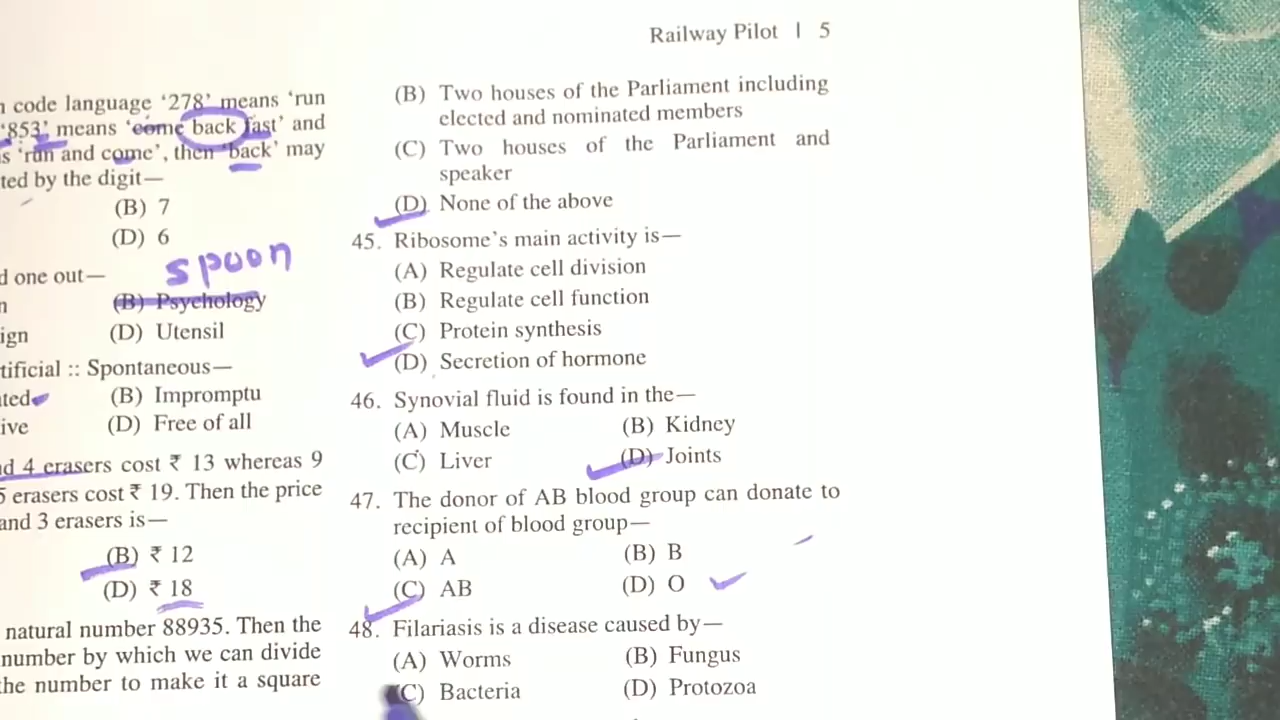 Railway Pilot | 5
code language ‘278’ means ‘run
‘853’ means ‘come back fast’ and
‘run and come’, then ‘back’ may
ted by the digit—
(B) 7
(D) 6
spoon
one out—
(B) Psychology
ign (D) Utensil
tificial :: Spontaneous—
ted (B) Impromptu
ive (D) Free of all
4 erasers cost ₹ 13 whereas 9
5 erasers cost ₹ 19. Then the price
and 3 erasers is—
(B) ₹ 12
(D) ₹ 18
natural number 88935. Then the
number by which we can divide
the number to make it a square
(B) Two houses of the Parliament including
elected and nominated members
(C) Two houses of the Parliament and
speaker
(D) None of the above
45. Ribosome’s main activity is—
(A) Regulate cell division
(B) Regulate cell function
(C) Protein synthesis
(D) Secretion of hormone
46. Synovial fluid is found in the—
(A) Muscle (B) Kidney
(C) Liver (D) Joints
47. The donor of AB blood group can donate to
recipient of blood group—
(A) A (B) B
(C) AB (D) O
48. Filariasis is a disease caused by—
(A) Worms (B) Fungus
(C) Bacteria (D) Protozoa